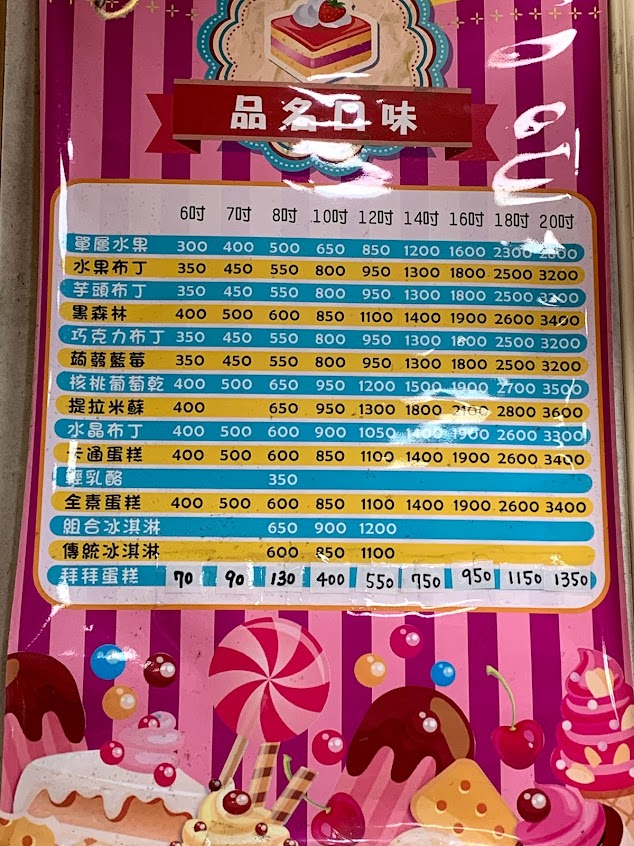 品名口味
6吋 7吋 8吋 10吋 12吋 14吋 16吋 18吋 20吋
單層水果 300 400 500 650 850 1200 1600 2300 2800
水果布丁 350 450 550 800 950 1300 1800 2500 3200
芋頭布丁 350 450 550 800 950 1300 1800 2500 3200
黑森林 400 500 600 850 1100 1400 1900 2600 3400
巧克力布丁 350 450 550 800 950 1300 1800 2500 3200
蒟蒻藍莓 350 450 550 800 950 1300 1800 2500 3200
核桃葡萄乾 400 500 650 950 1200 1500 1900 2700 3500
提拉米蘇 400 650 950 1300 1800 2100 2800 3600
水晶布丁 400 500 600 900 1050 1400 1900 2600 3300
卡通蛋糕 400 500 600 850 1100 1400 1900 2600 3400
輕乳酪 350
全素蛋糕 400 500 600 850 1100 1400 1900 2600 3400
組合冰淇淋 650 900 1200
傳統冰淇淋 600 850 1100
拜拜蛋糕 70 90 130 400 550 750 950 1150 1350